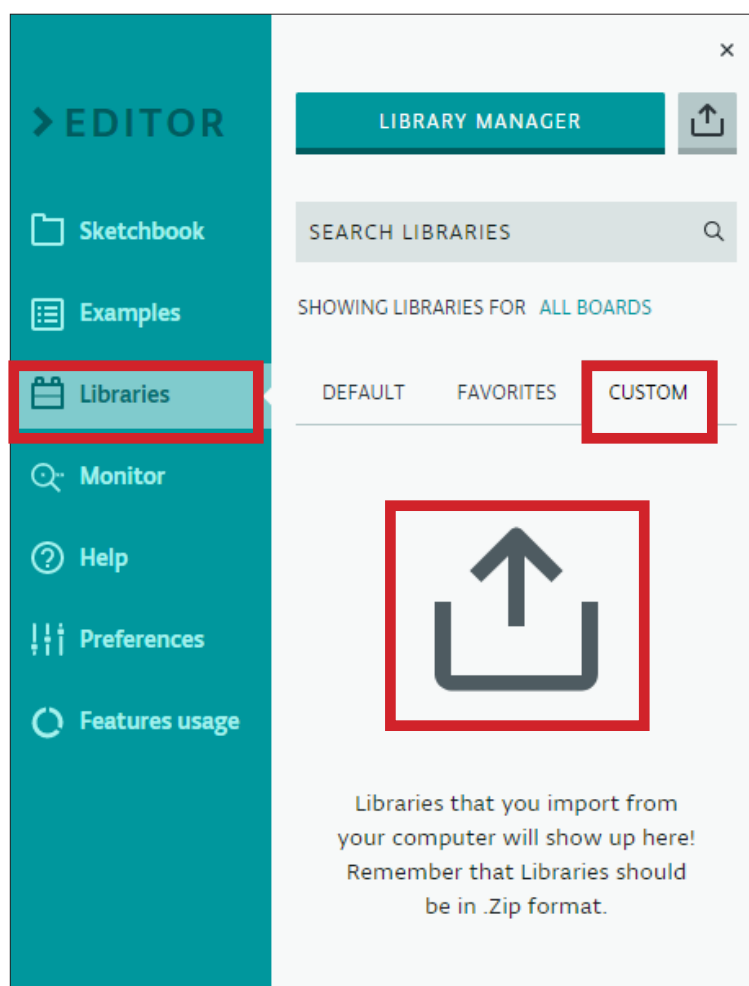 EDITOR
Sketchbook
Examples
Libraries
Monitor
Help
Preferences
Features usage
LIBRARY MANAGER
SEARCH LIBRARIES
SHOWING LIBRARIES FOR ALL BOARDS
DEFAULT FAVORITES CUSTOM
Libraries that you import from
your computer will show up here!
Remember that Libraries should
be in .Zip format.